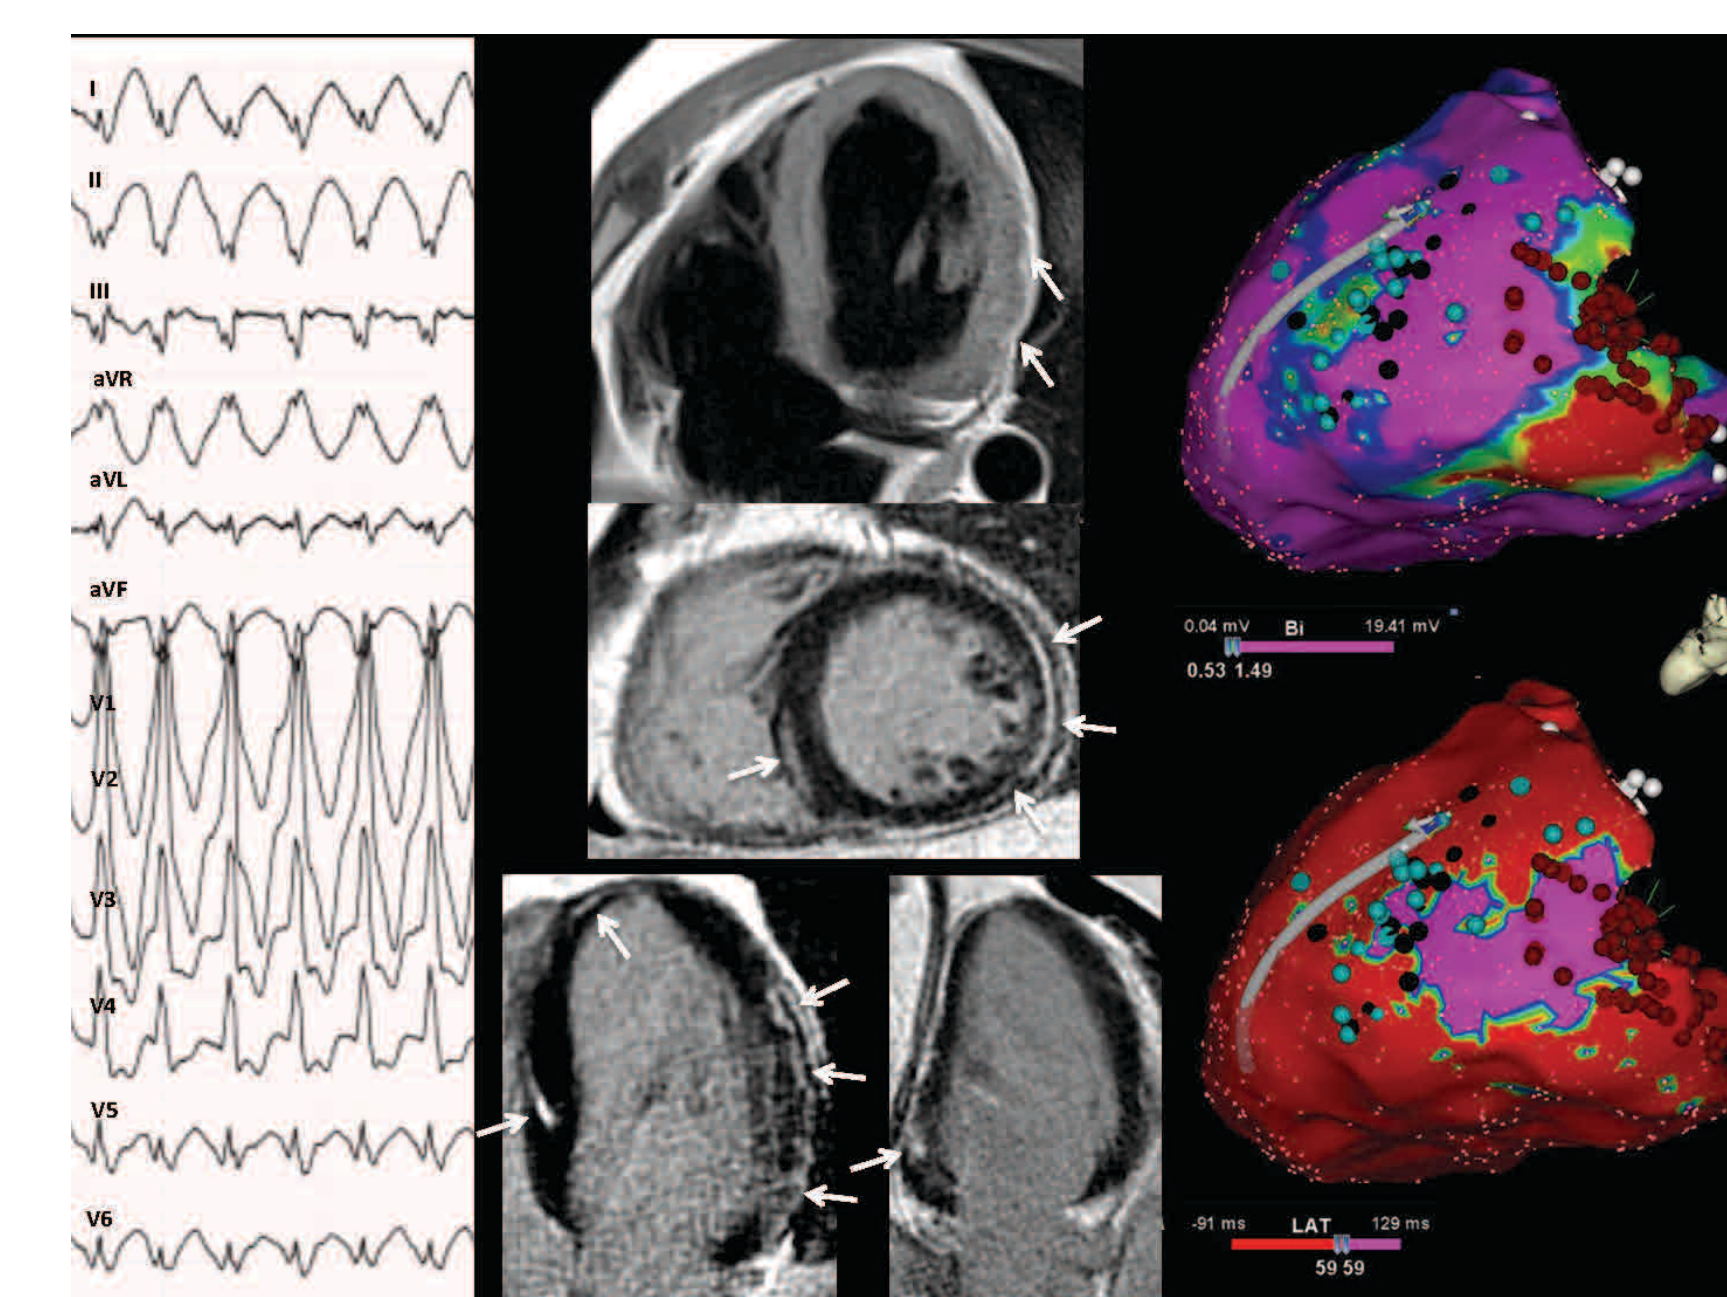 I
II
III
aVR
aVL
aVF
V1
V2
V3
V4
V5
V6
0.04 mV Bi 19.41 mV
0.53 1.49
-91 ms LAT 129 ms
59 59